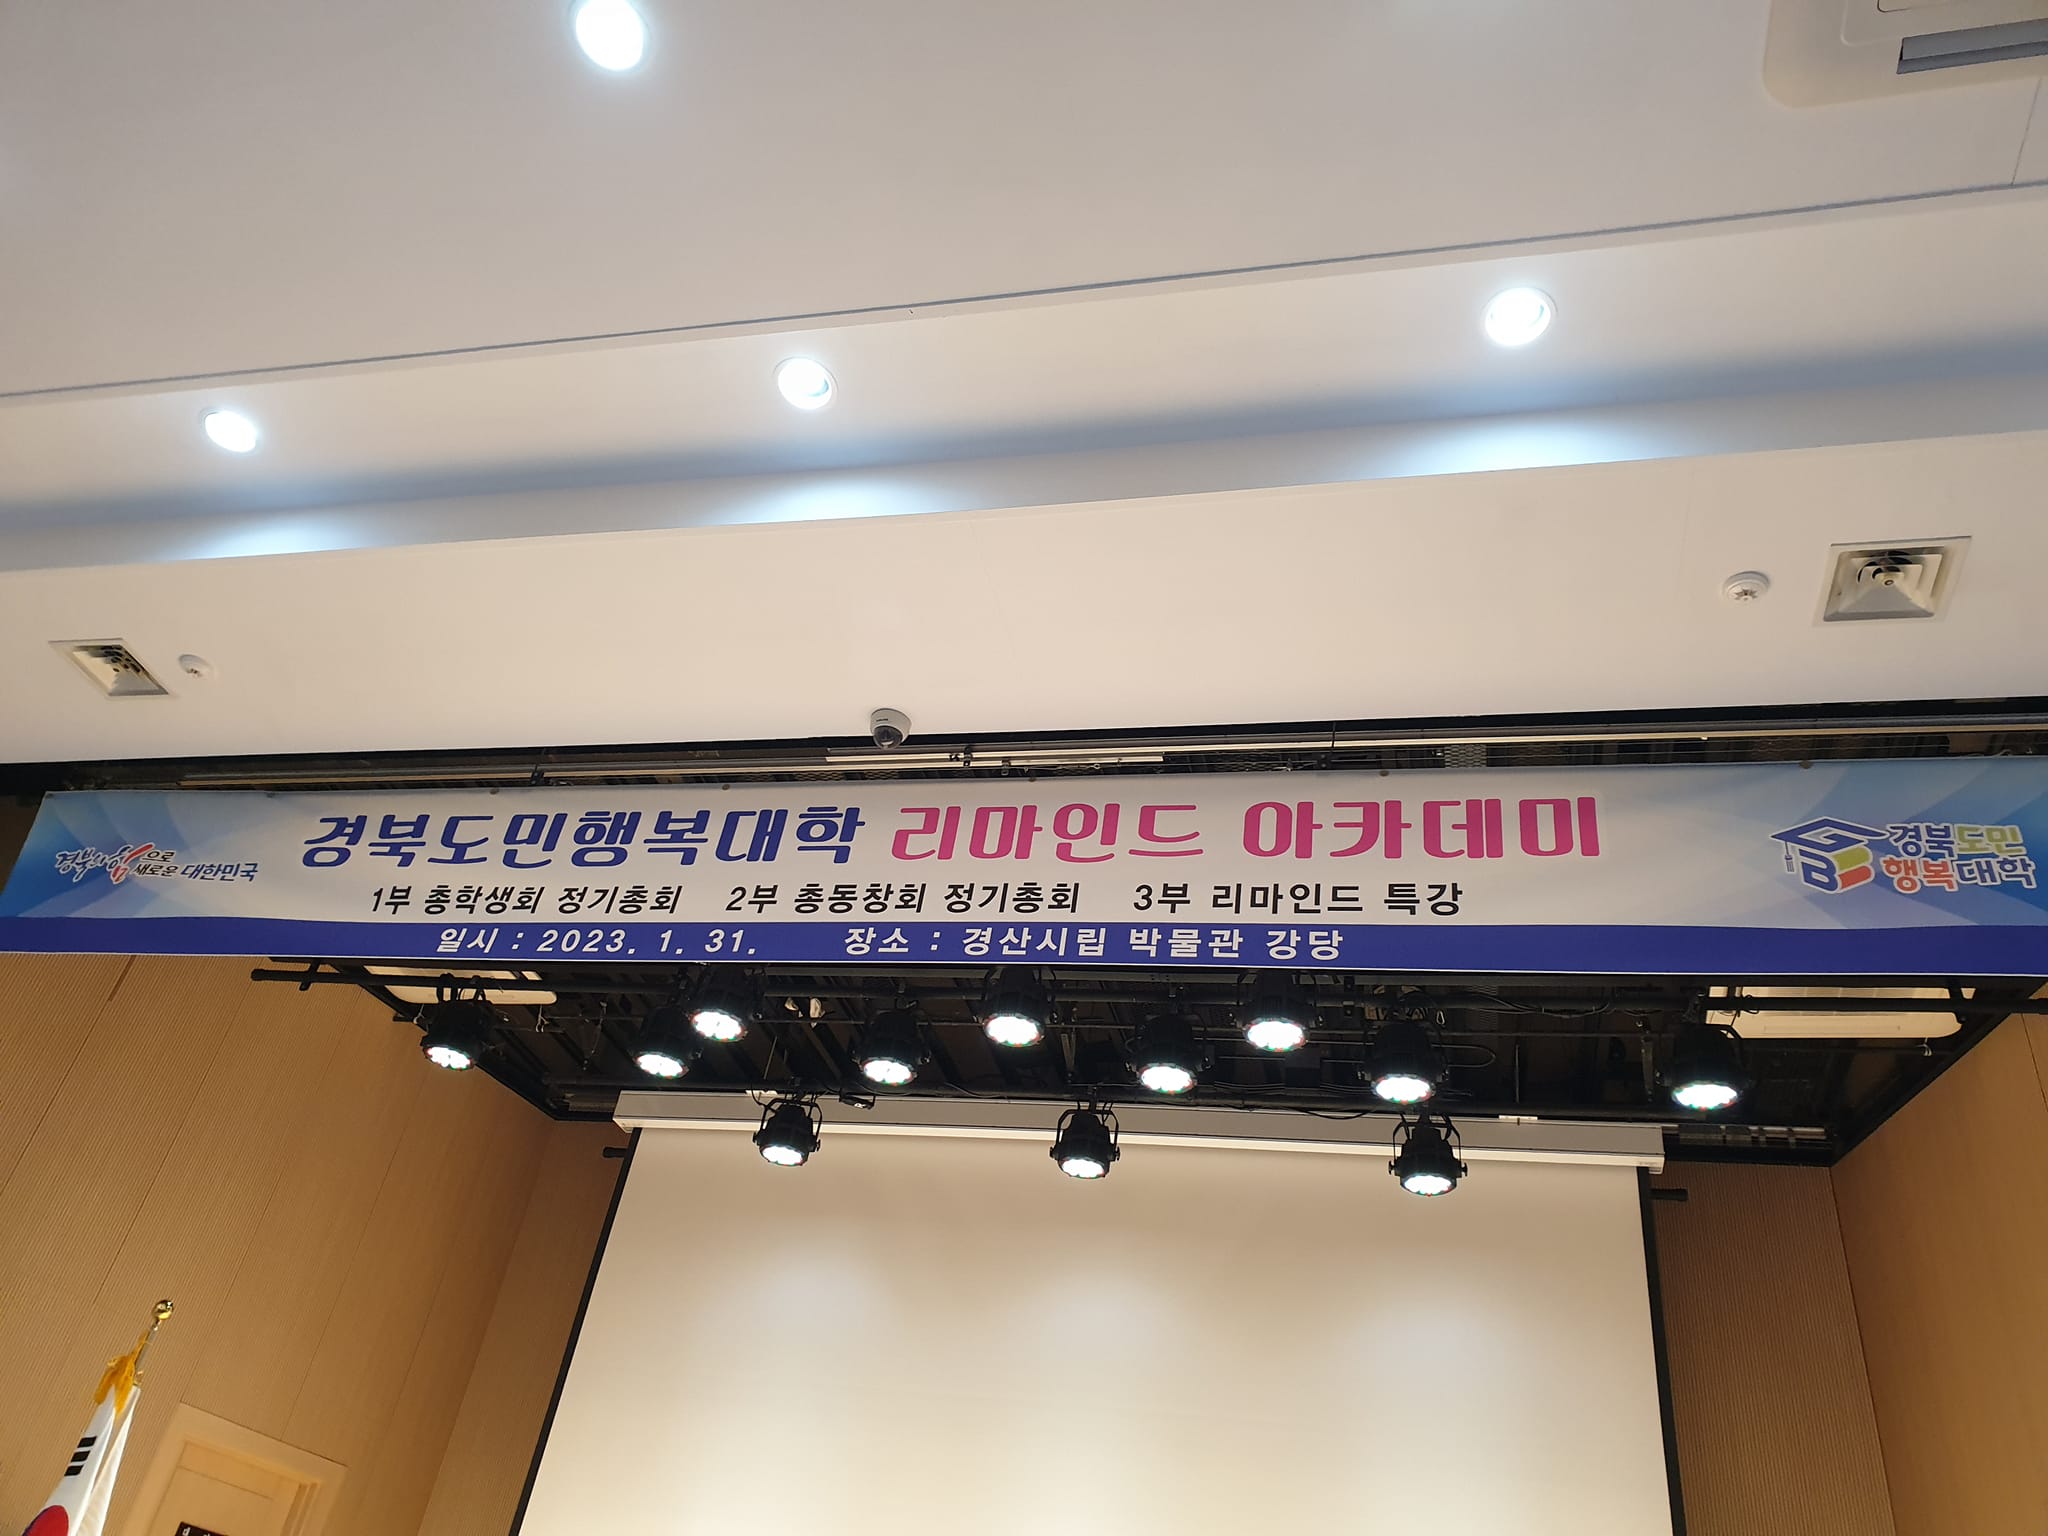 경북도민행복대학 리마인드 아카데미
경북의 힘으로
새로운 대한민국
1부 총학생회 정기총회 2부 총동창회 정기총회 3부 리마인드 특강
일시 : 2023. 1. 31. 장소 : 경산시립 박물관 강당
GB
경북도민
행복대학